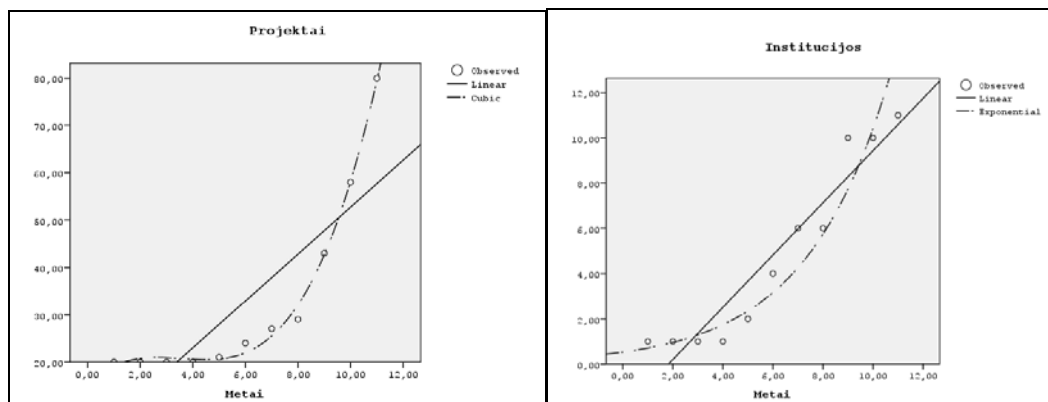 Projektai
Observed
Linear
Cubic
80,00
70,00
60,00
50,00
40,00
30,00
20,00
0,00 2,00 4,00 6,00 8,00 10,00 12,00
Metai
Institucijos
Observed
Linear
Exponential
12,00
10,00
8,00
6,00
4,00
2,00
0,00
0,00 2,00 4,00 6,00 8,00 10,00 12,00
Metai